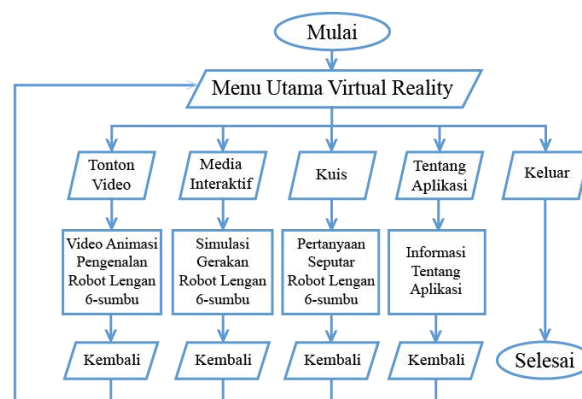 Mulai
Menu Utama Virtual Reality
Tonton
Video
Media
Interaktif
Kuis
Tentang
Aplikasi
Keluar
Video Animasi
Pengenalan
Robot Lengan
6-sumbu
Simulasi
Gerakan
Robot Lengan
6-sumbu
Pertanyaan
Seputar
Robot Lengan
6-sumbu
Informasi
Tentang
Aplikasi
Kembali
Kembali
Kembali
Kembali
Selesai